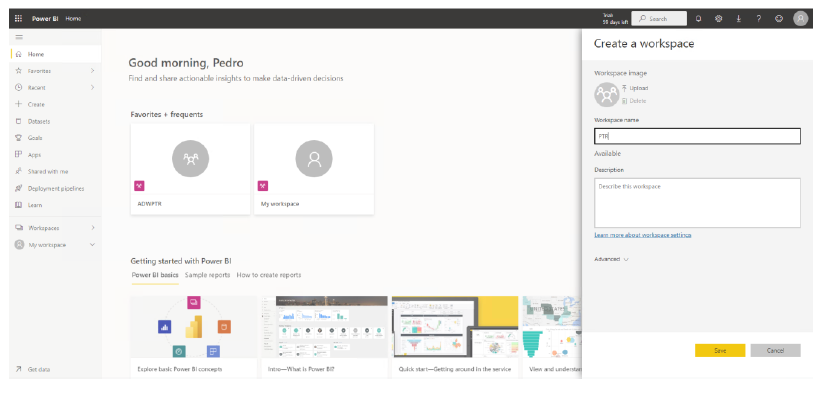 Power BI Home
Trial
59 days left
Search
Home
Favorites
Recent
Create
Datasets
Goals
Apps
Shared with me
Deployment pipelines
Learn
Workspaces
My workspace
Get data
Good morning, Pedro
Find and share actionable insights to make data-driven decisions
Favorites + frequents
ADWPTR
My workspace
Getting started with Power BI
Power BI basics Sample reports How to create reports
Explore basic Power BI concepts
Intro—What is Power BI?
Quick start—Getting around in the service
View and understan
Create a workspace
Workspace image
Upload
Delete
Workspace name
PTR
Available
Description
Describe this workspace
Learn more about workspace settings
Advanced
Save
Cancel